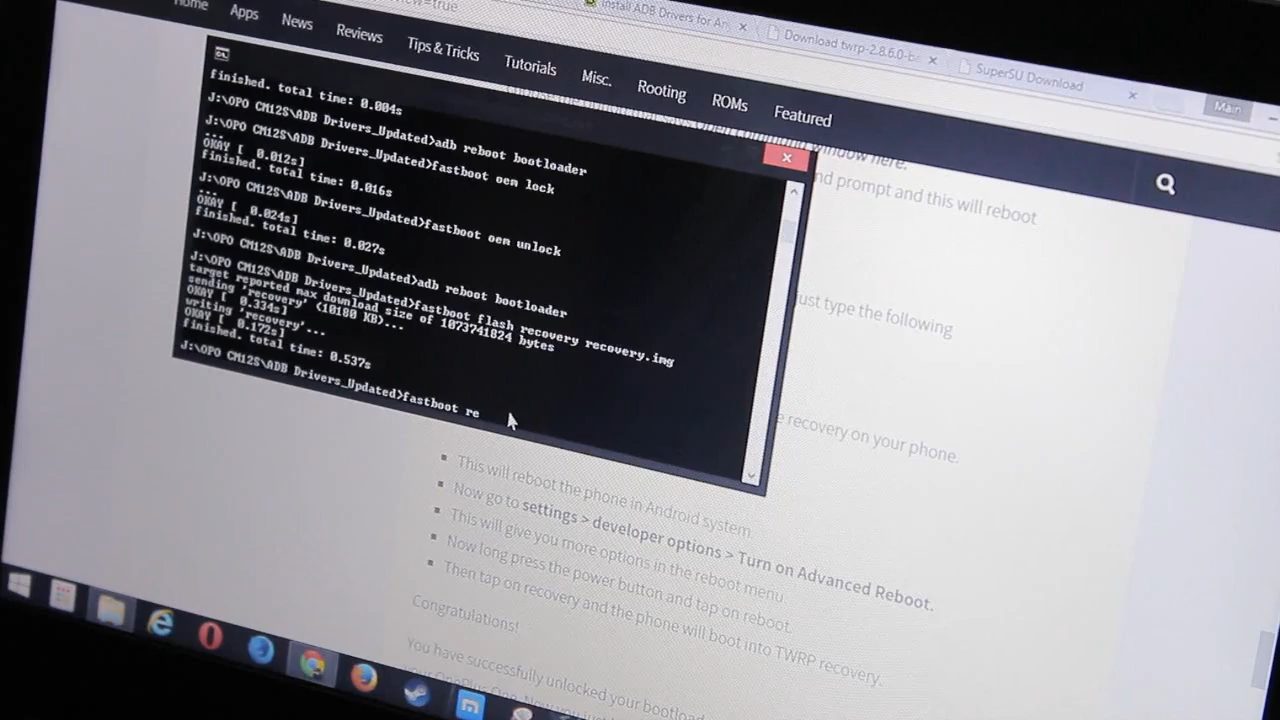 =true
install ADB Drivers for An
Download twrp-2.8.6.0-ba
SuperSU Download
Main
Home Apps News Reviews Tips & Tricks Tutorials Misc. Rooting ROMs Featured
finished. total time: 0.004s
J:\OPO CM12S\ADB Drivers_Updated>adb reboot bootloader
J:\OPO CM12S\ADB Drivers_Updated>fastboot oem lock
...
OKAY [ 0.012s]
finished. total time: 0.016s
J:\OPO CM12S\ADB Drivers_Updated>fastboot oem unlock
...
OKAY [ 0.024s]
finished. total time: 0.027s
J:\OPO CM12S\ADB Drivers_Updated>adb reboot bootloader
J:\OPO CM12S\ADB Drivers_Updated>fastboot flash recovery recovery.img
target reported max download size of 1073741824 bytes
sending 'recovery' (10180 KB)...
OKAY [ 0.334s]
writing 'recovery'...
OKAY [ 0.172s]
finished. total time: 0.537s
J:\OPO CM12S\ADB Drivers_Updated>fastboot re
window here.
nd prompt and this will reboot
ust type the following
recovery on your phone.
This will reboot the phone in Android system.
Now go to settings > developer options > Turn on Advanced Reboot.
This will give you more options in the reboot menu.
Now long press the power button and tap on reboot.
Then tap on recovery and the phone will boot into TWRP recovery.
Congratulations!
You have successfully unlocked your bootload